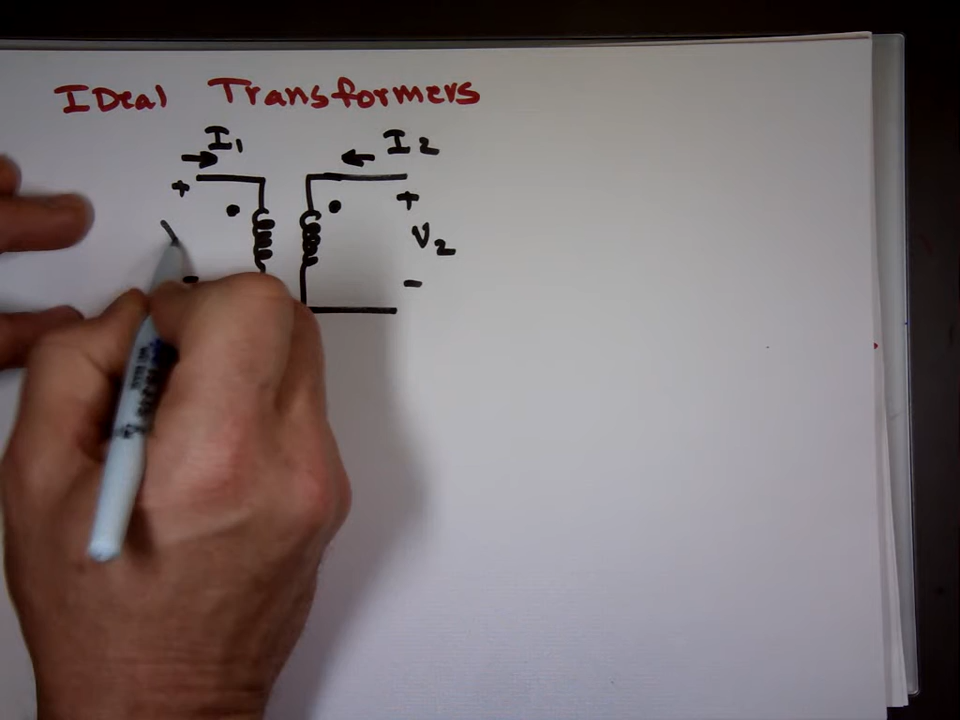 IDeal Transformers
I1 I2
+ +
V2
- -